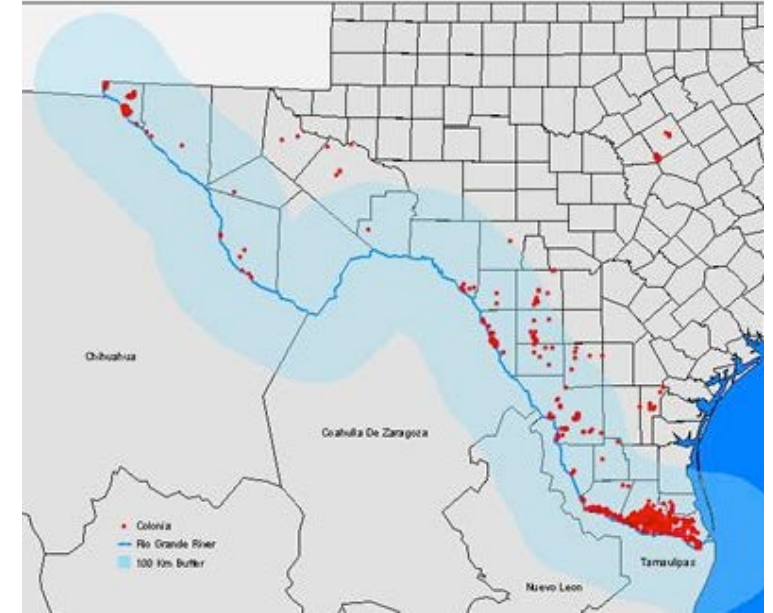 Chihuahua
Coahuila De Zaragoza
Colonia
Rio Grande River
100 Km Buffer
Tamaulipas
Nuevo Leon